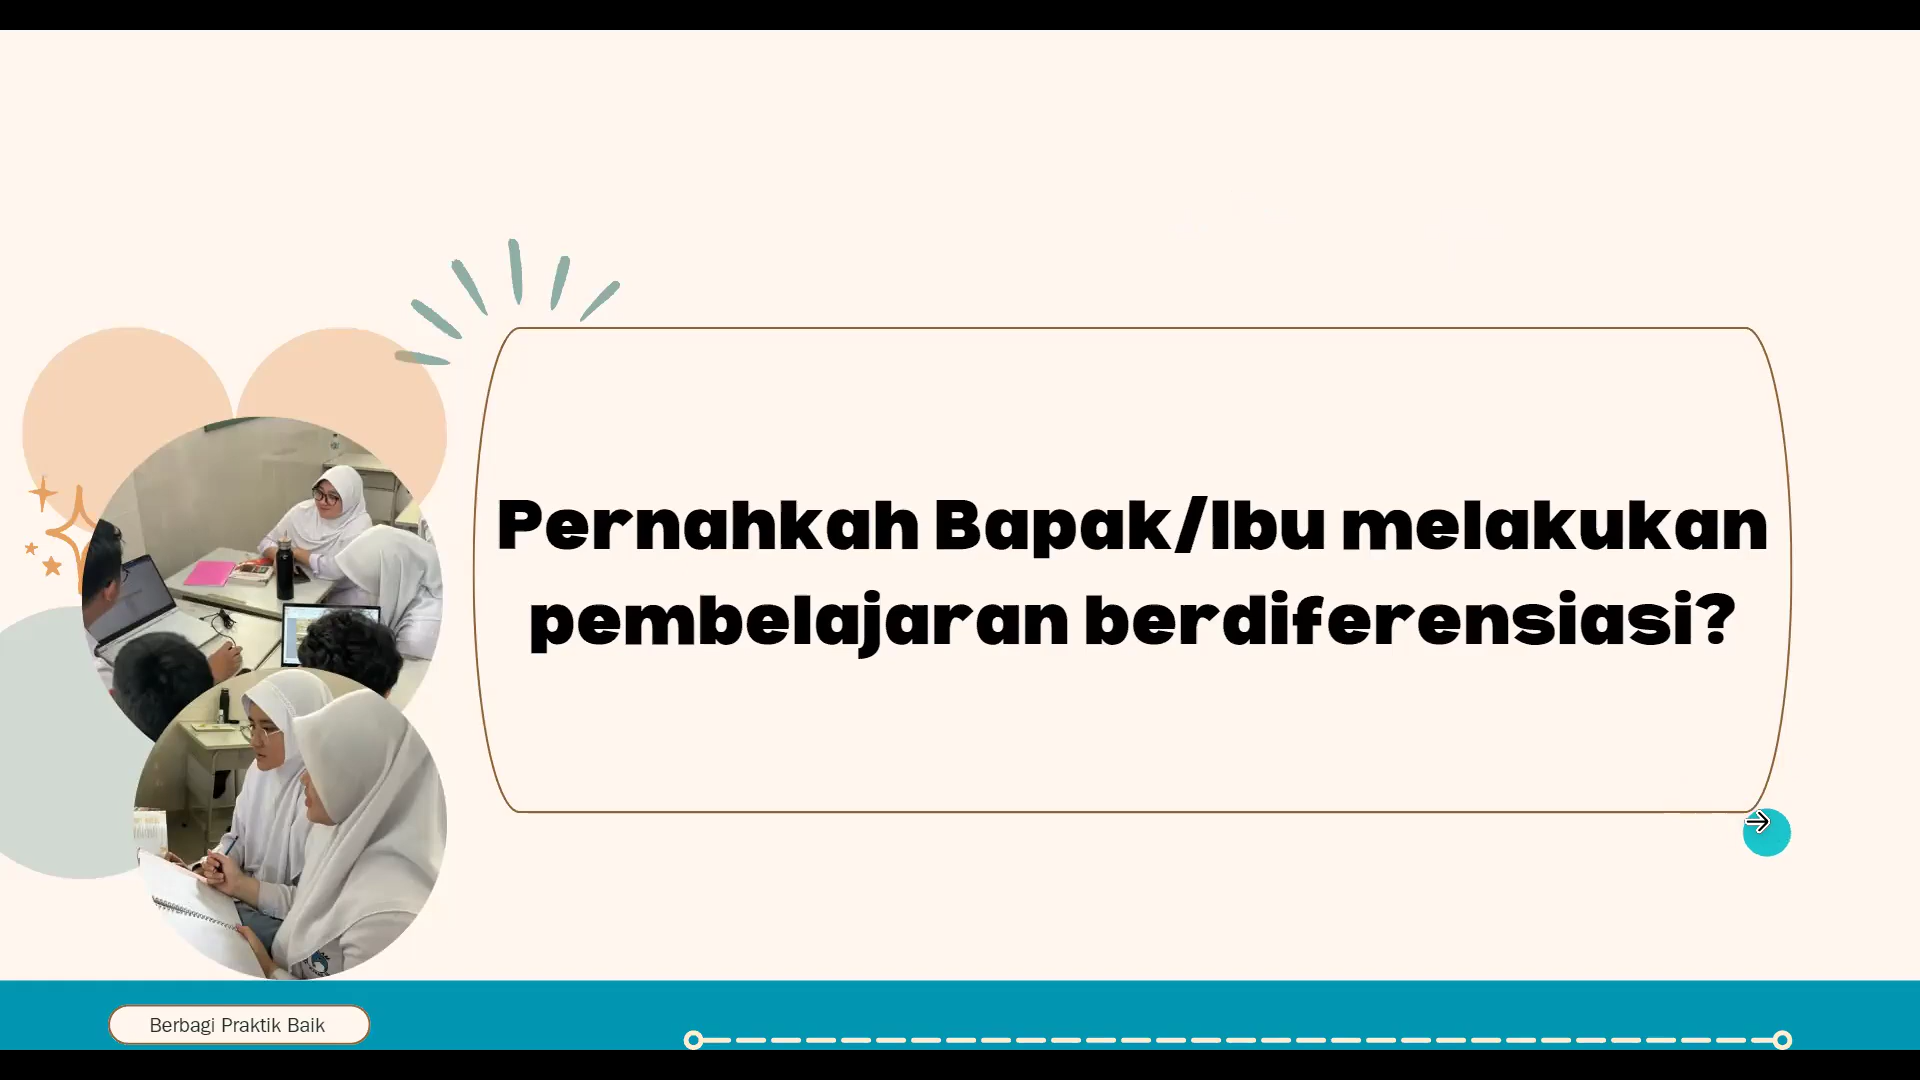 Pernahkah Bapak/Ibu melakukan
pembelajaran berdiferensiasi?
Berbagi Praktik Baik